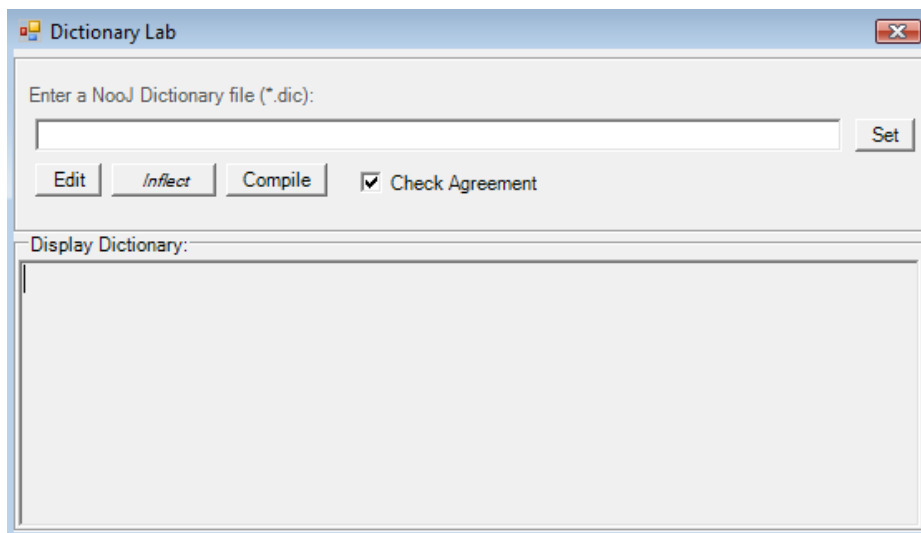 Dictionary Lab
Enter a NooJ Dictionary file (*.dic):
Set
Edit Inflect Compile Check Agreement
Display Dictionary: